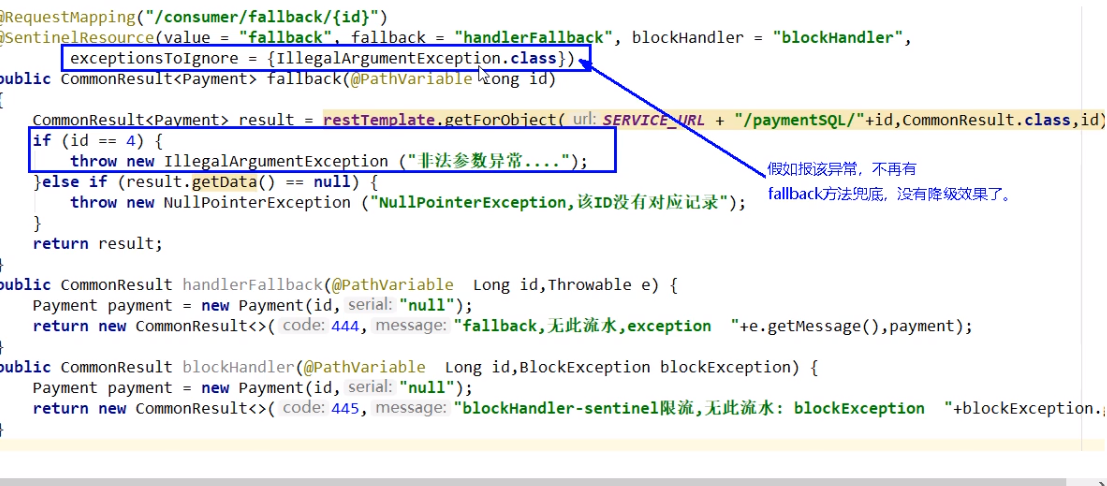 @RequestMapping("/consumer/fallback/{id}")
@SentinelResource(value = "fallback", fallback = "handlerFallback", blockHandler = "blockHandler",
exceptionsToIgnore = {IllegalArgumentException.class})
public CommonResult<Payment> fallback(@PathVariable Long id)
{
CommonResult<Payment> result = restTemplate.getForObject( url: SERVICE_URL + "/paymentSQL/"+id,CommonResult.class,id)
if (id == 4) {
throw new IllegalArgumentException ("非法参数异常....");
}else if (result.getData() == null) {
throw new NullPointerException ("NullPointerException,该ID没有对应记录");
}
return result;
}
假如报该异常，不再有
fallback方法兜底，没有降级效果了。
public CommonResult handlerFallback(@PathVariable Long id,Throwable e) {
Payment payment = new Payment(id, serial: "null");
return new CommonResult<>( code: 444, message: "fallback,无此流水,exception "+e.getMessage(),payment);
}
public CommonResult blockHandler(@PathVariable Long id,BlockException blockException) {
Payment payment = new Payment(id, serial: "null");
return new CommonResult<>( code: 445, message: "blockHandler-sentinel限流,无此流水: blockException "+blockException.
}